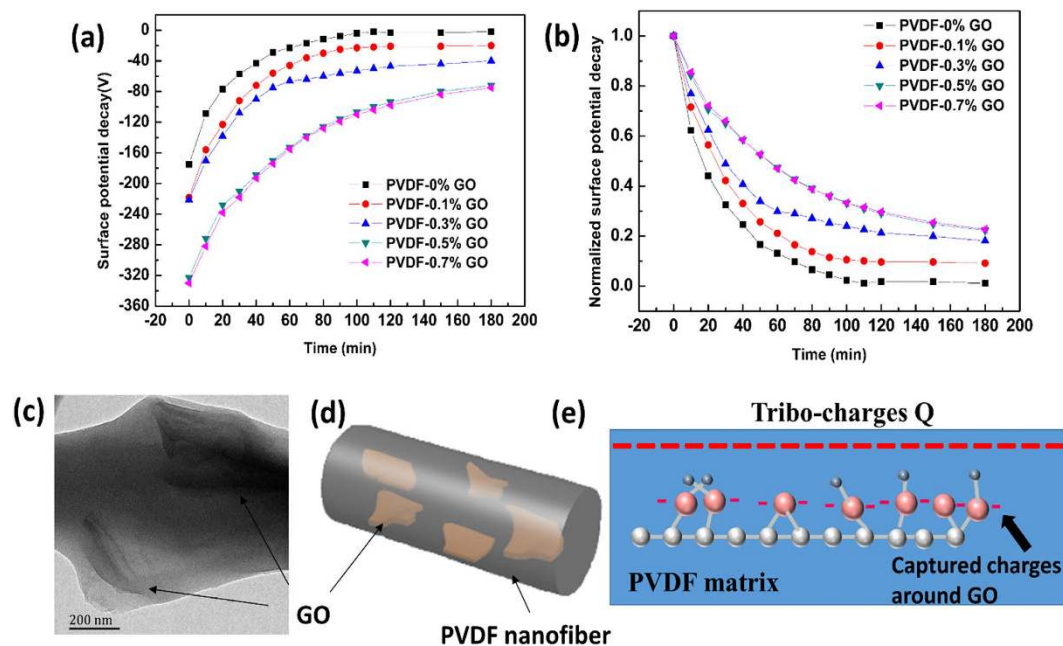 (a)
Surface potential decay(V)
0
-40
-80
-120
-160
-200
-240
-280
-320
-360
PVDF-0% GO
PVDF-0.1% GO
PVDF-0.3% GO
PVDF-0.5% GO
PVDF-0.7% GO
-20 0 20 40 60 80 100 120 140 160 180 200
Time (min)
(b)
Normalized surface potential decay
1.0
0.8
0.6
0.4
0.2
0.0
PVDF-0% GO
PVDF-0.1% GO
PVDF-0.3% GO
PVDF-0.5% GO
PVDF-0.7% GO
-20 0 20 40 60 80 100 120 140 160 180 200
Time (min)
(c)
200 nm
GO
(d)
PVDF nanofiber
(e)
Tribo-charges Q
PVDF matrix
Captured charges
around GO